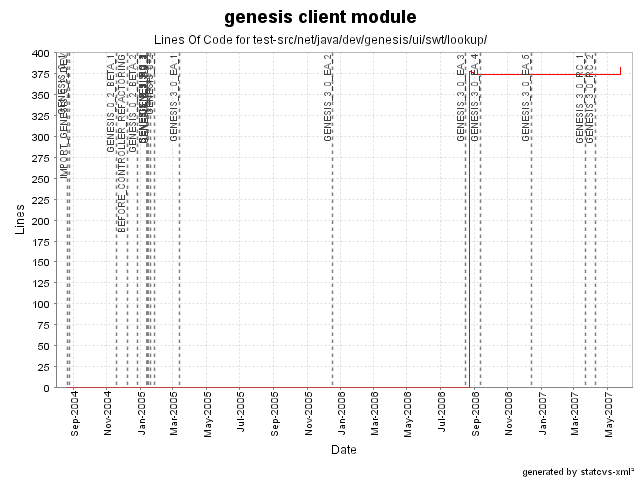 genesis client module
Lines Of Code for test-src/net/java/dev/genesis/ui/swt/lookup/
Lines
400
375
350
325
300
275
250
225
200
175
150
125
100
75
50
25
0
GENESIS_0_2_BETA_1
BEFORE_CONTROLLER_REFACTORING
GENESIS_0_2_BETA_2
GENESIS_3_0_EA_1
GENESIS_3_0_EA_2
GENESIS_3_0_EA_3
GENESIS_3_0_EA_4
GENESIS_3_0_EA_5
GENESIS_3_0_RC_1
GENESIS_3_0_RC_2
Sep-2004
Nov-2004
Jan-2005
Mar-2005
May-2005
Jul-2005
Sep-2005
Nov-2005
Jan-2006
Mar-2006
May-2006
Jul-2006
Sep-2006
Nov-2006
Jan-2007
Mar-2007
May-2007
Date
generated by statcvs-xml²